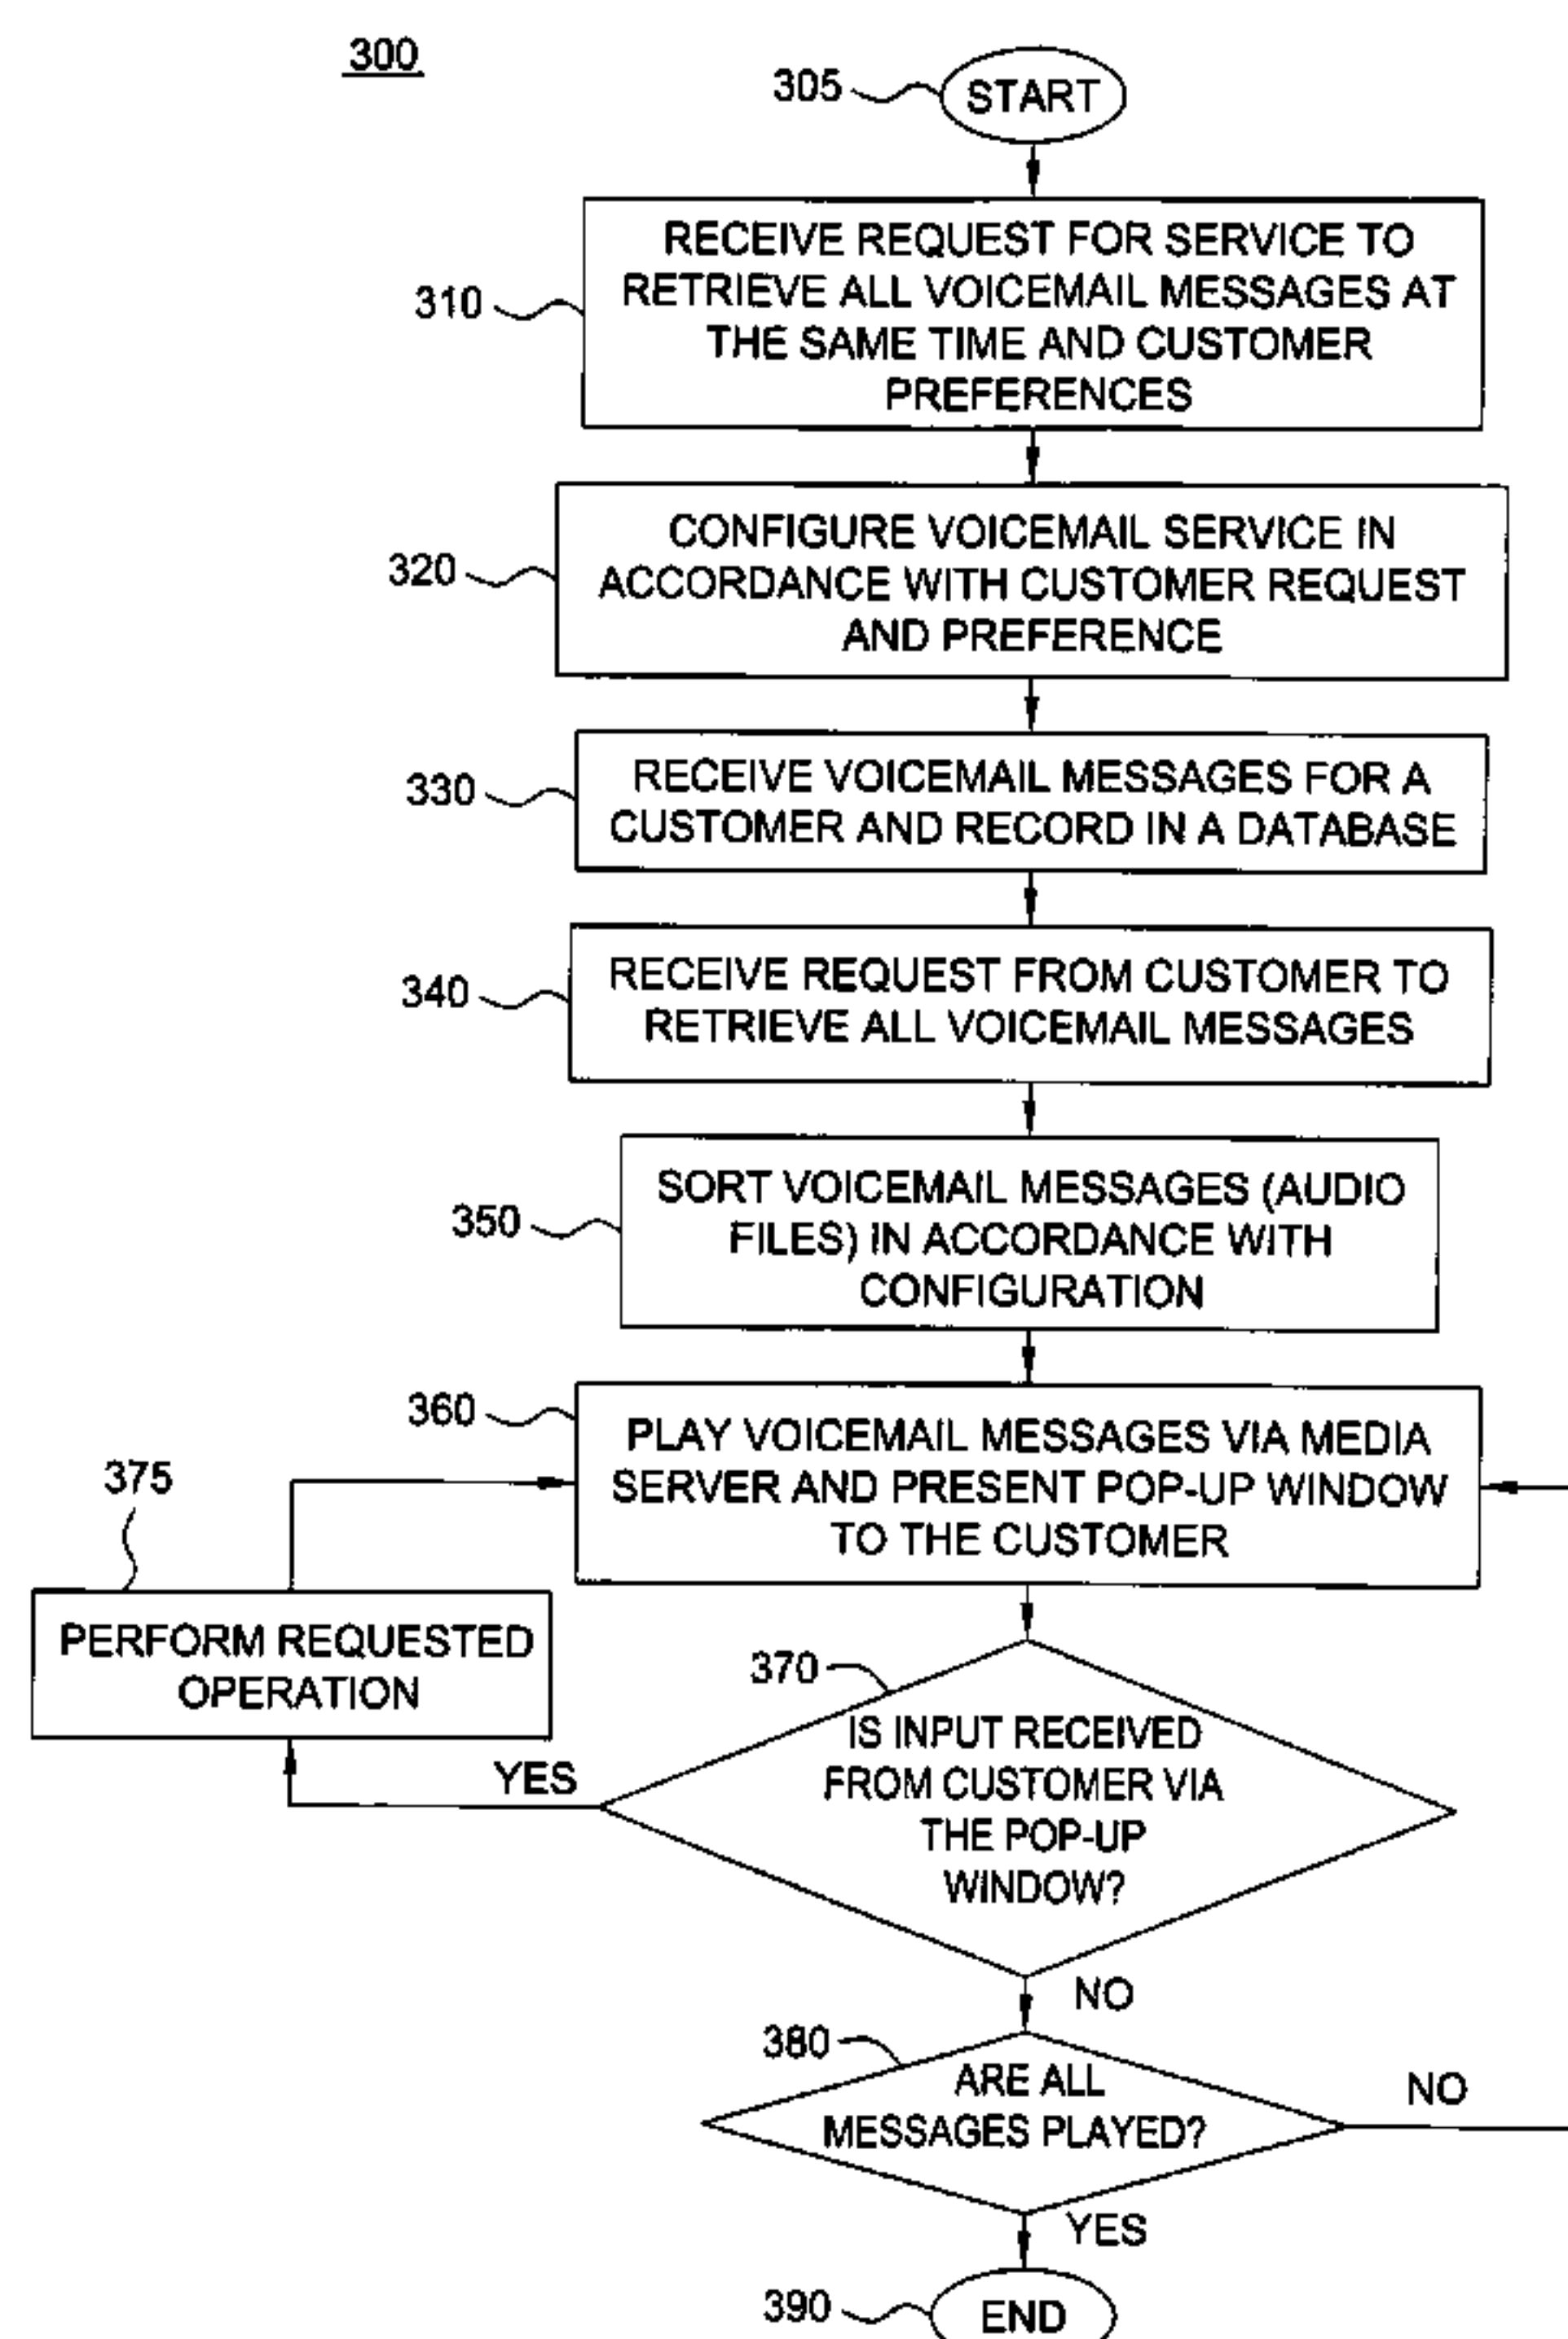 300
305
START
310
RECEIVE REQUEST FOR SERVICE TO
RETRIEVE ALL VOICEMAIL MESSAGES AT
THE SAME TIME AND CUSTOMER
PREFERENCES
320
CONFIGURE VOICEMAIL SERVICE IN
ACCORDANCE WITH CUSTOMER REQUEST
AND PREFERENCE
330
RECEIVE VOICEMAIL MESSAGES FOR A
CUSTOMER AND RECORD IN A DATABASE
340
RECEIVE REQUEST FROM CUSTOMER TO
RETRIEVE ALL VOICEMAIL MESSAGES
350
SORT VOICEMAIL MESSAGES (AUDIO
FILES) IN ACCORDANCE WITH
CONFIGURATION
360
PLAY VOICEMAIL MESSAGES VIA MEDIA
SERVER AND PRESENT POP-UP WINDOW
TO THE CUSTOMER
375
PERFORM REQUESTED
OPERATION
370
IS INPUT RECEIVED
FROM CUSTOMER VIA
THE POP-UP
WINDOW?
YES
NO
380
ARE ALL
MESSAGES PLAYED?
NO
YES
390
END